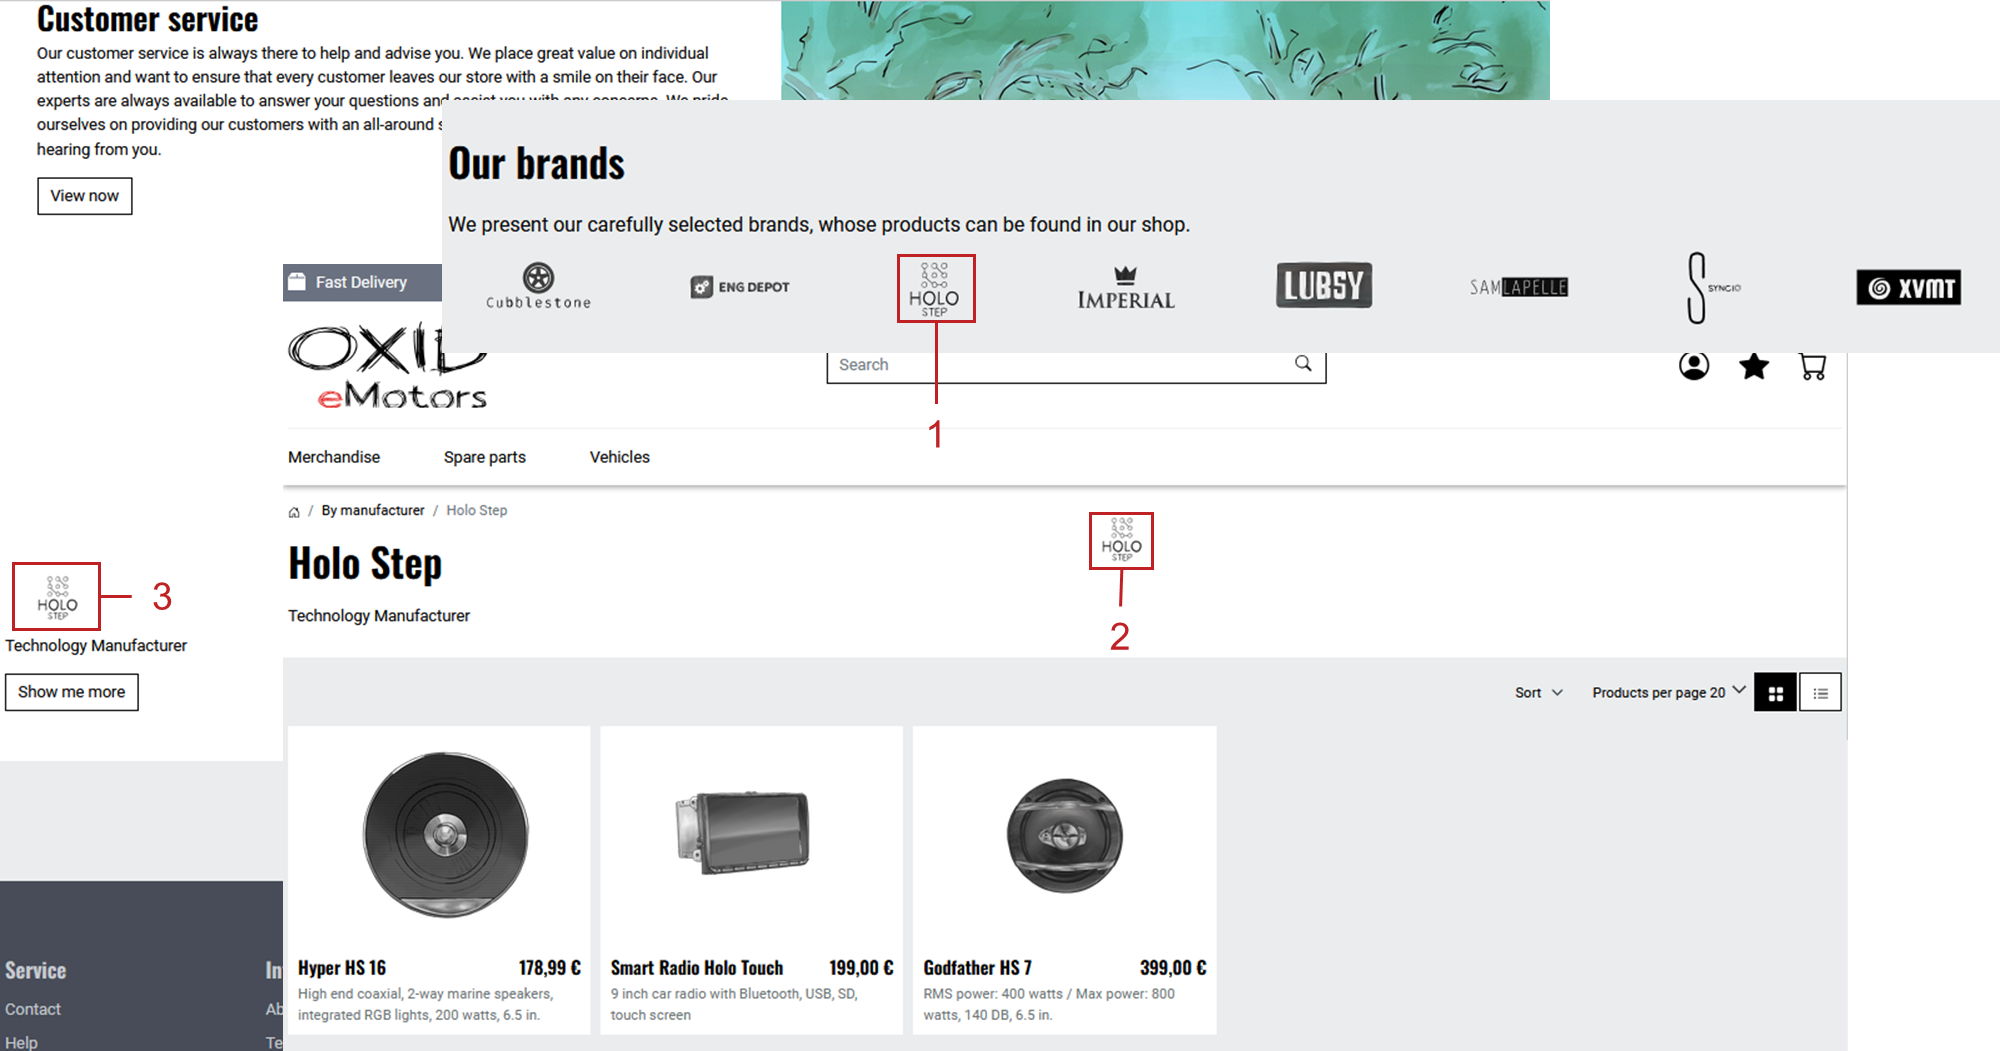 Customer service
Our customer service is always there to help and advise you. We place great value on individual
attention and want to ensure that every customer leaves our store with a smile on their face. Our
experts are always available to answer your questions and assist you with any concerns. We pride
ourselves on providing our customers with an all-around s
hearing from you.
View now
Our brands
We present our carefully selected brands, whose products can be found in our shop.
Cubblestone
ENG DEPOT
HOLO
STEP
IMPERIAL
LUBSY
SAMLAPELLE
SYNCIO
XVMT
1
Fast Delivery
OXID
eMotors
Search
Merchandise
Spare parts
Vehicles
/ By manufacturer / Holo Step
Holo Step
Technology Manufacturer
HOLO
STEP
2
HOLO
STEP
3
Technology Manufacturer
Show me more
Sort
Products per page 20
Hyper HS 16
178,99 €
High end coaxial, 2-way marine speakers,
integrated RGB lights, 200 watts, 6.5 in.
Smart Radio Holo Touch
199,00 €
9 inch car radio with Bluetooth, USB, SD,
touch screen
Godfather HS 7
399,00 €
RMS power: 400 watts / Max power: 800
watts, 140 DB, 6.5 in.
Service
Contact
Help
In
Ab
Te